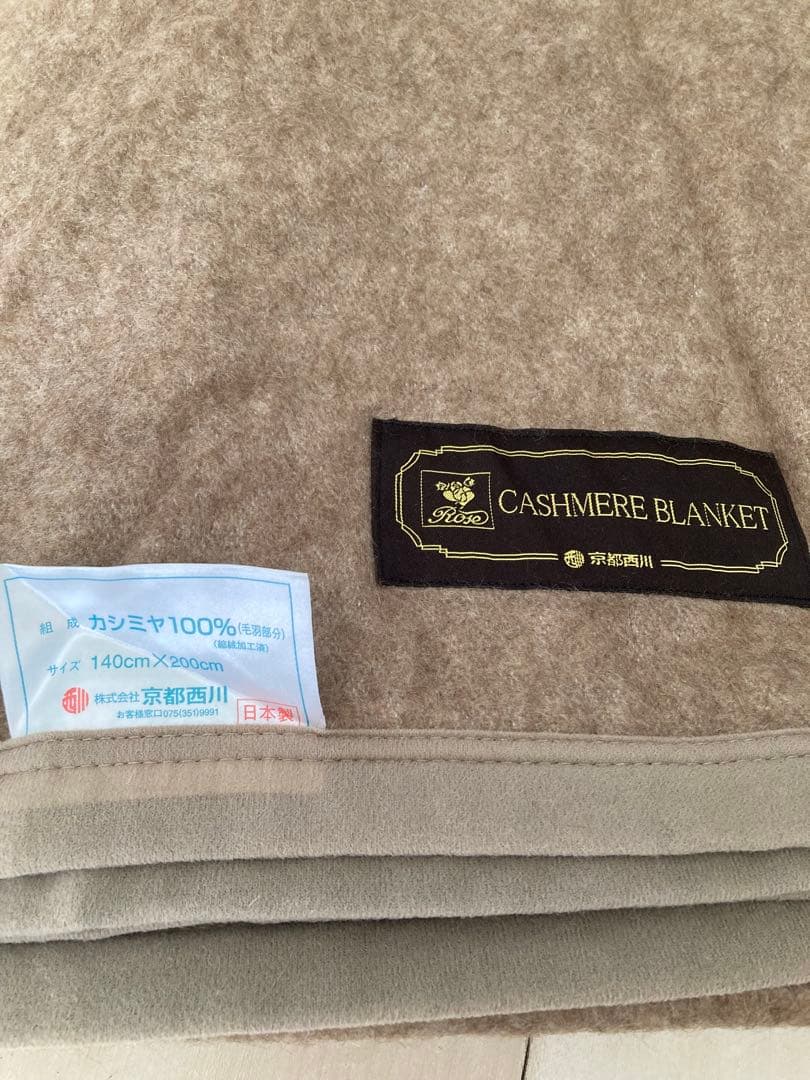 Rose
CASHMERE BLANKET
京都西川
組成 カシミヤ100%(毛羽部分)
(縮絨加工済)
サイズ 140cm×200cm
西川 株式会社 京都西川
お客様窓口075(351)9991
日本製